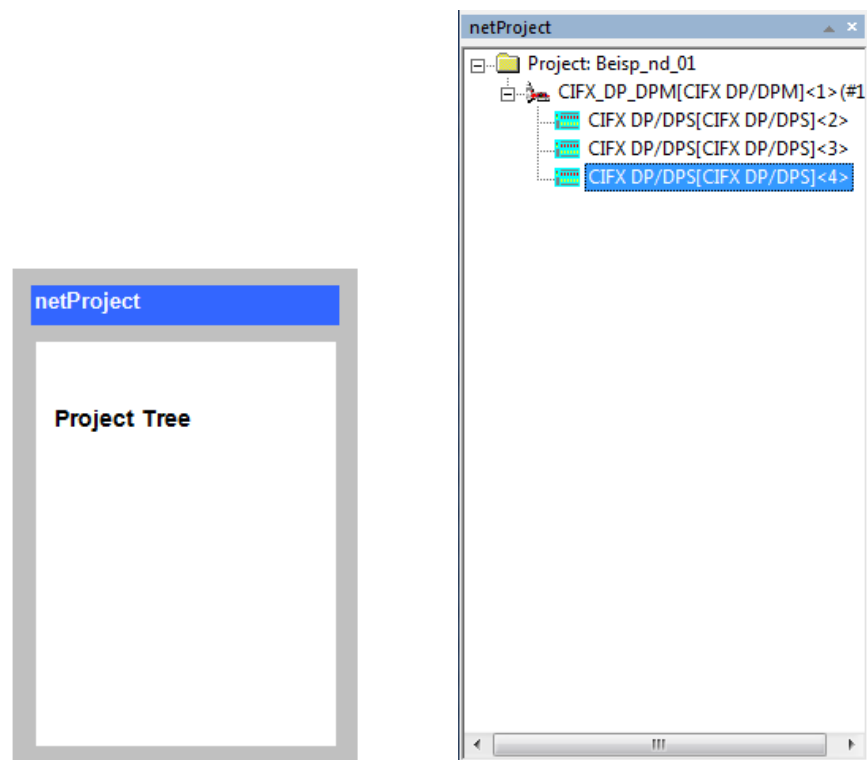 netProject
Project Tree
netProject
Project: Beisp_nd_01
CIFX_DP_DPM[CIFX DP/DPM]<1>(#1
CIFX DP/DPS[CIFX DP/DPS]<2>
CIFX DP/DPS[CIFX DP/DPS]<3>
CIFX DP/DPS[CIFX DP/DPS]<4>